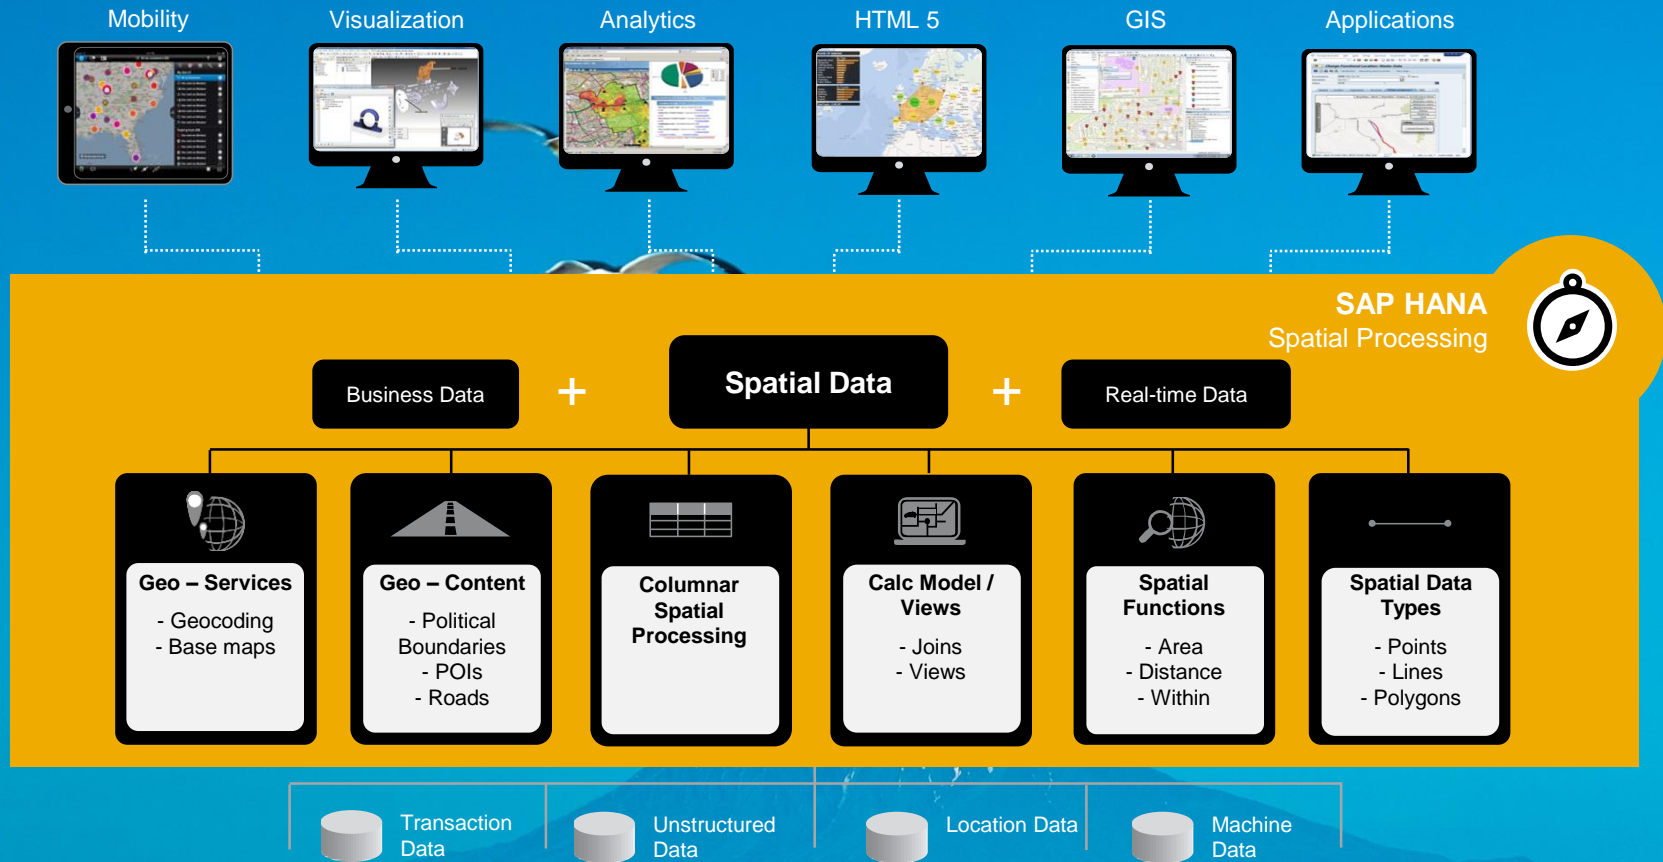 Mobility
Visualization
Analytics
HTML 5
GIS
Applications
SAP HANA
Spatial Processing
Business Data
+
Spatial Data
+
Real-time Data
Geo – Services
- Geocoding
- Base maps
Geo – Content
- Political
Boundaries
- POIs
- Roads
Columnar
Spatial
Processing
Calc Model /
Views
- Joins
- Views
Spatial
Functions
- Area
- Distance
- Within
Spatial Data
Types
- Points
- Lines
- Polygons
Transaction
Data
Unstructured
Data
Location Data
Machine
Data